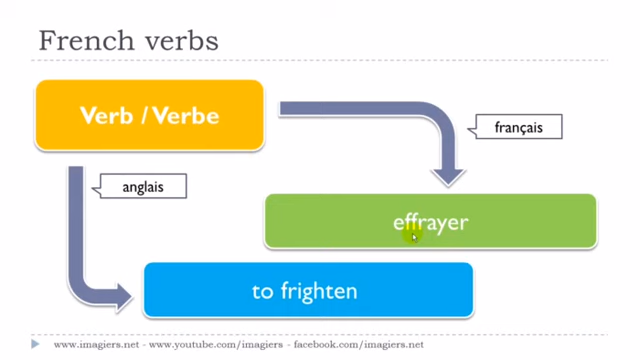 French verbs
Verb / Verbe
français
anglais
effrayer
to frighten
www.imagiers.net - www.youtube.com/imagiers - facebook.com/imagiers.net